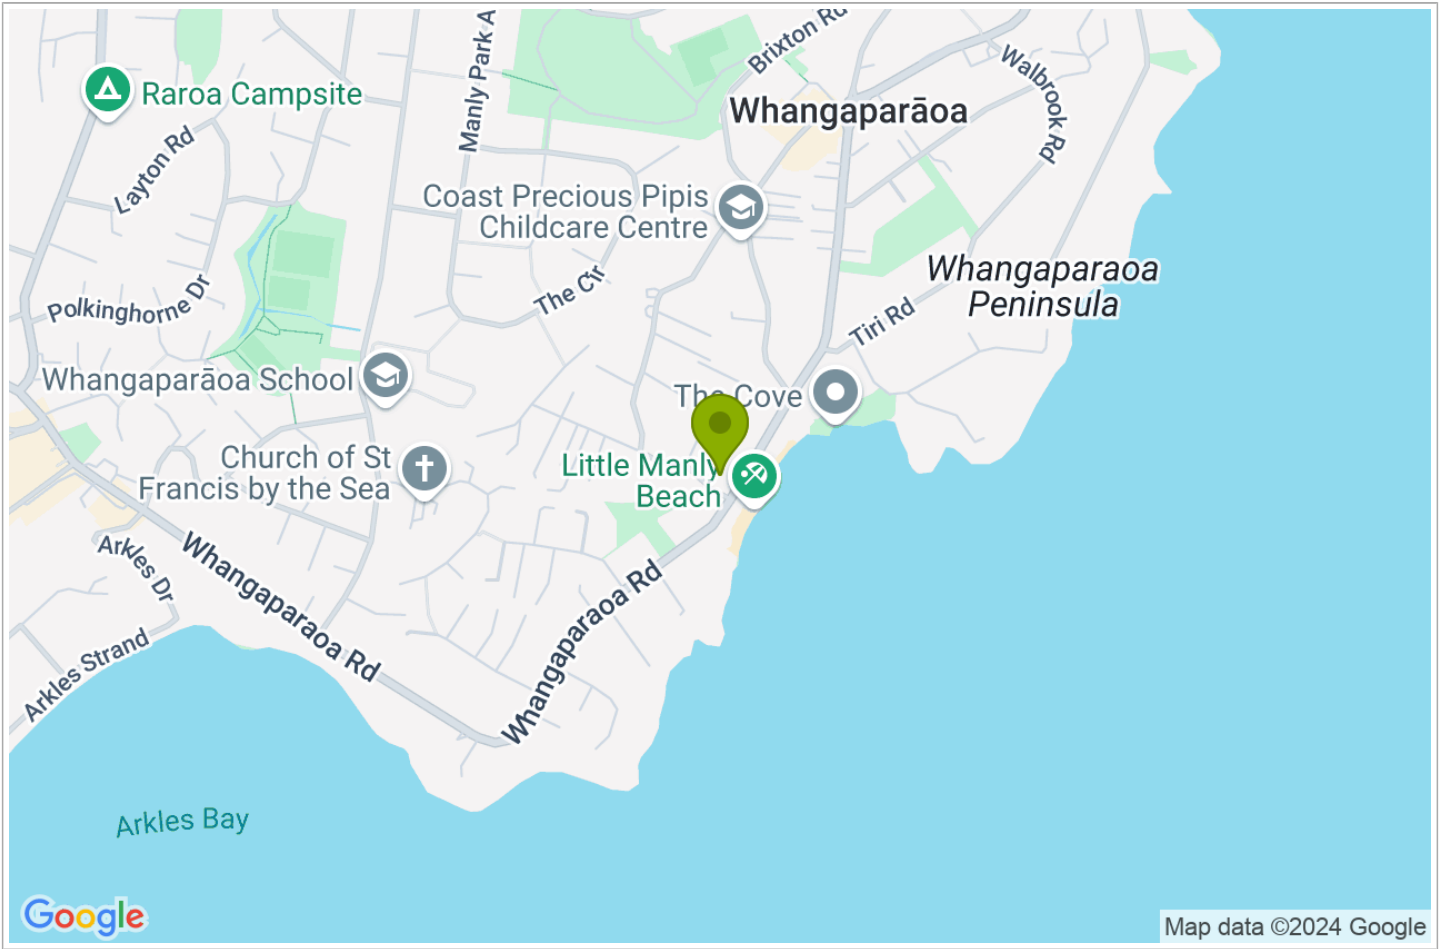 Manly Park A
Brixton Rd
Walbrook Rd
Raroa Campsite
Whangaparāoa
Layton Rd
Coast Precious Pipis
Childcare Centre
Whangaparaoa
Peninsula
The Cir
Polkinghorne Dr
Tiri Rd
Whangaparāoa School
The Cove
Church of St
Francis by the Sea
Little Manly
Beach
Arkles Dr
Whangaparaoa Rd
Whangaparaoa Rd
Arkles Strand
Arkles Bay
Google
Map data ©2024 Google